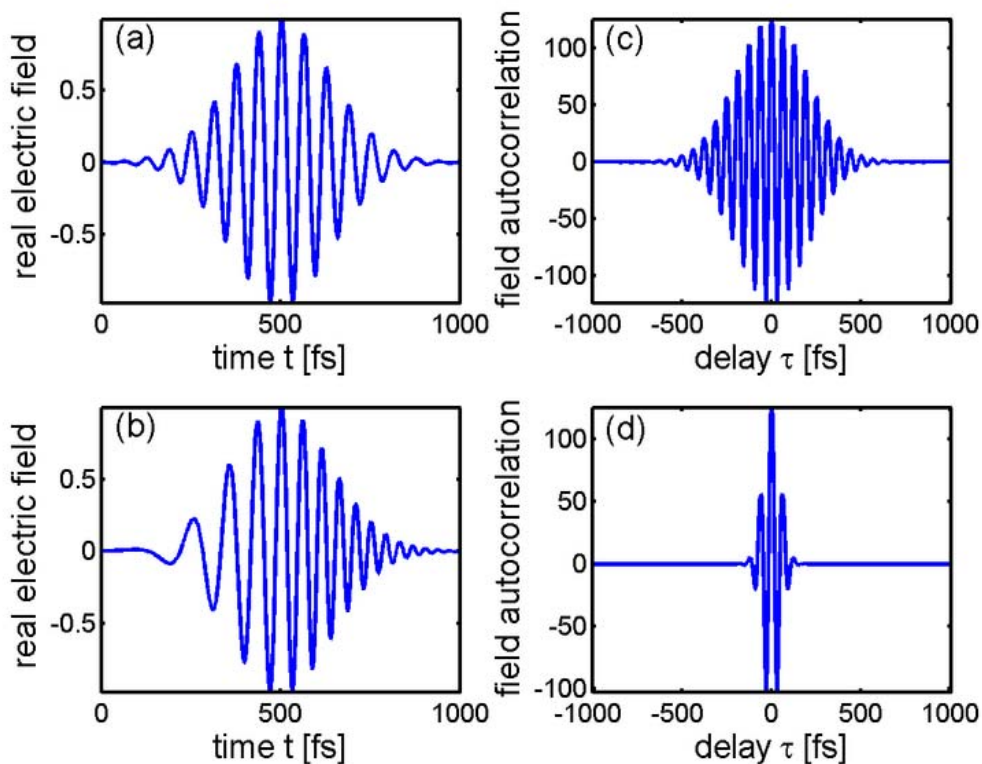 (a)
real electric field
0.5
0
-0.5
0
500
1000
time t [fs]
(c)
field autocorrelation
100
50
0
-50
-100
-1000
-500
0
500
1000
delay τ [fs]
(b)
real electric field
0.5
0
-0.5
0
500
1000
time t [fs]
(d)
field autocorrelation
100
50
0
-50
-100
-1000
-500
0
500
1000
delay τ [fs]